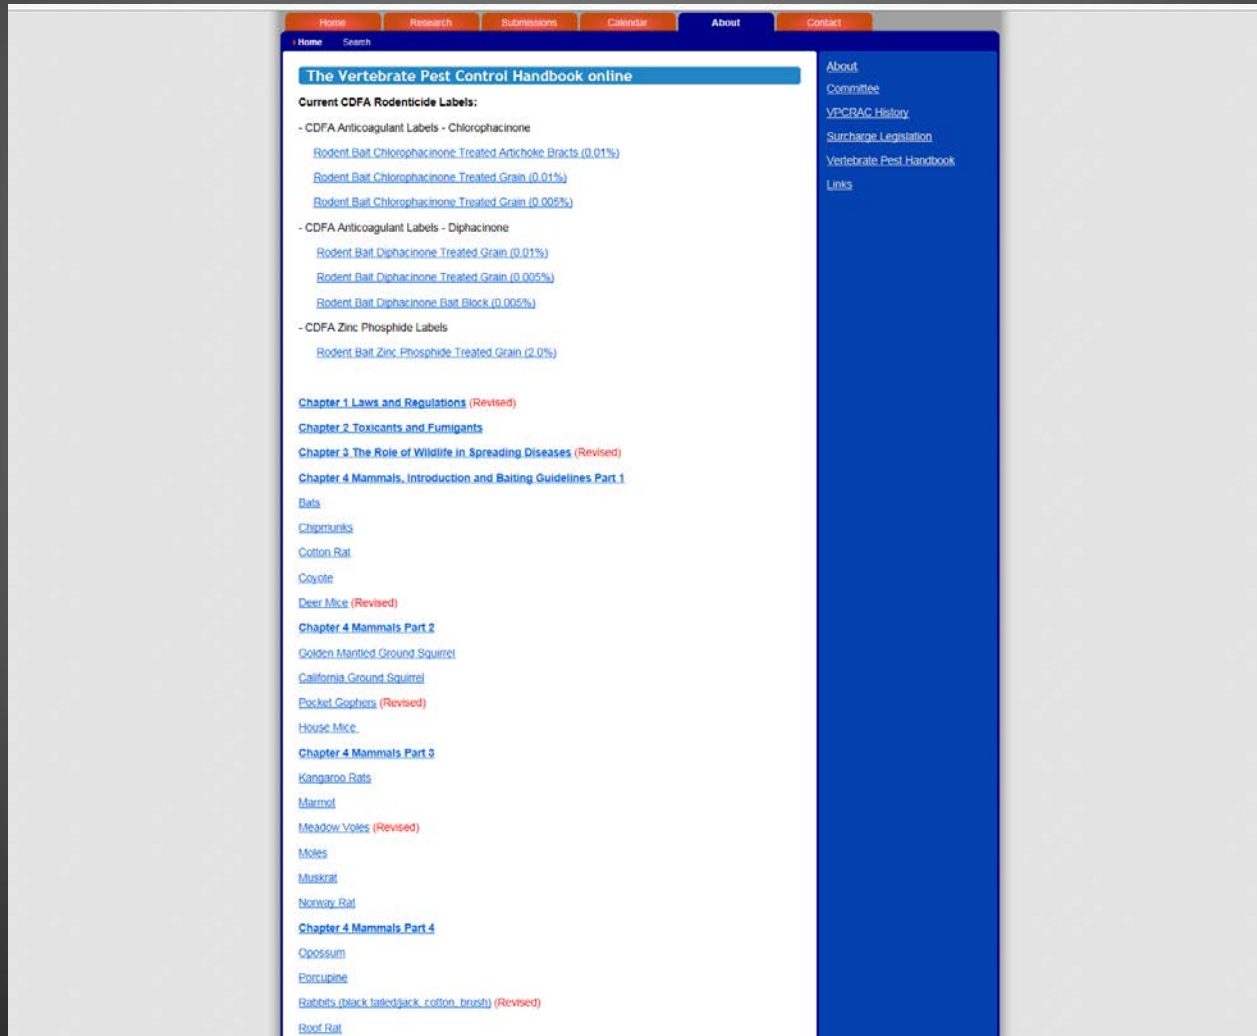 Home Research Submissions Calendar About Contact
Home Search
The Vertebrate Pest Control Handbook online
Current CDFA Rodenticide Labels:
- CDFA Anticoagulant Labels - Chlorophacinone
Rodent Bait Chlorophacinone Treated Artichoke Bracts (0.01%)
Rodent Bait Chlorophacinone Treated Grain (0.01%)
Rodent Bait Chlorophacinone Treated Grain (0.005%)
- CDFA Anticoagulant Labels - Diphacinone
Rodent Bait Diphacinone Treated Grain (0.01%)
Rodent Bait Diphacinone Treated Grain (0.005%)
Rodent Bait Diphacinone Bait Block (0.005%)
- CDFA Zinc Phosphide Labels
Rodent Bait Zinc Phosphide Treated Grain (2.0%)
Chapter 1 Laws and Regulations (Revised)
Chapter 2 Toxicants and Fumigants
Chapter 3 The Role of Wildlife in Spreading Diseases (Revised)
Chapter 4 Mammals, Introduction and Baiting Guidelines Part 1
Bats
Chipmunks
Cotton Rat
Coyote
Deer Mice (Revised)
Chapter 4 Mammals Part 2
Golden Mantled Ground Squirrel
California Ground Squirrel
Pocket Gophers (Revised)
House Mice
Chapter 4 Mammals Part 3
Kangaroo Rats
Marmot
Meadow Voles (Revised)
Moles
Muskrat
Norway Rat
Chapter 4 Mammals Part 4
Opossum
Porcupine
Rabbits (black tailed/jack, cotton, brush) (Revised)
Roof Rat
About
Committee
VPCRAC History
Surcharge Legislation
Vertebrate Pest Handbook
Links